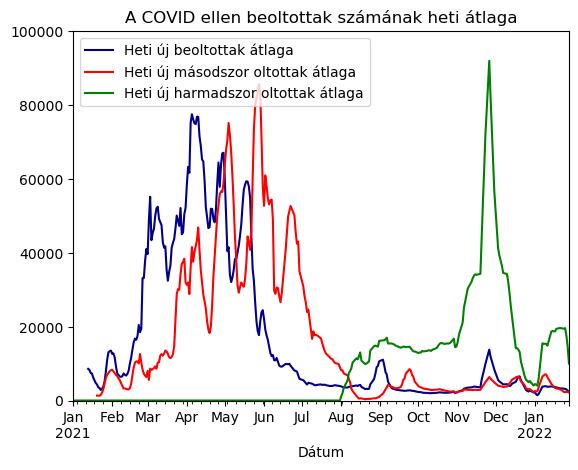 A COVID ellen beoltottak számának heti átlaga
Heti új beoltottak átlaga
Heti új másodszor oltottak átlaga
Heti új harmadszor oltottak átlaga
100000
80000
60000
40000
20000
0
Jan Feb Mar Apr May Jun Jul Aug Sep Oct Nov Dec Jan
2021 2022
Dátum